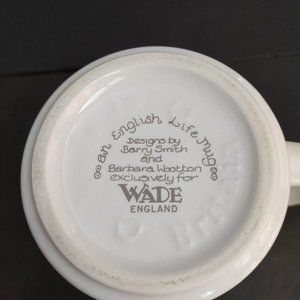 an English Life mug
Designs by
Barry Smith
and
Barbara Wootton
exclusively for
WADE
ENGLAND